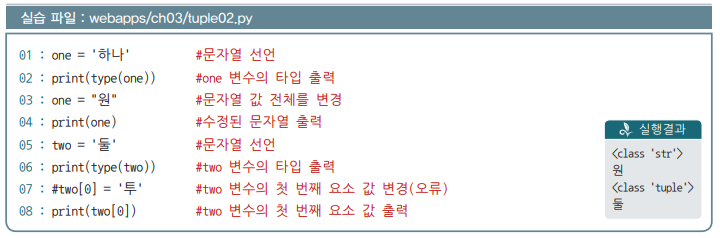 실습 파일 : webapps/ch03/tuple02.py
01 : one = '하나' #문자열 선언
02 : print(type(one)) #one 변수의 타입 출력
03 : one = "원" #문자열 값 전체를 변경
04 : print(one) #수정된 문자열 출력
05 : two = '둘' #문자열 선언
06 : print(type(two)) #two 변수의 타입 출력
07 : #two[0] = '투' #two 변수의 첫 번째 요소 값 변경(오류)
08 : print(two[0]) #two 변수의 첫 번째 요소 값 출력
실행결과
<class 'str'>
원
<class 'tuple'>
둘